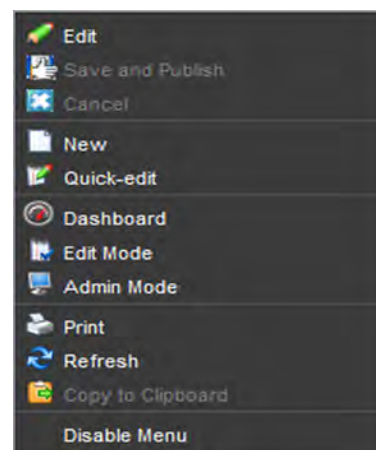 Edit
Save and Publish
Cancel
New
Quick-edit
Dashboard
Edit Mode
Admin Mode
Print
Refresh
Copy to Clipboard
Disable Menu